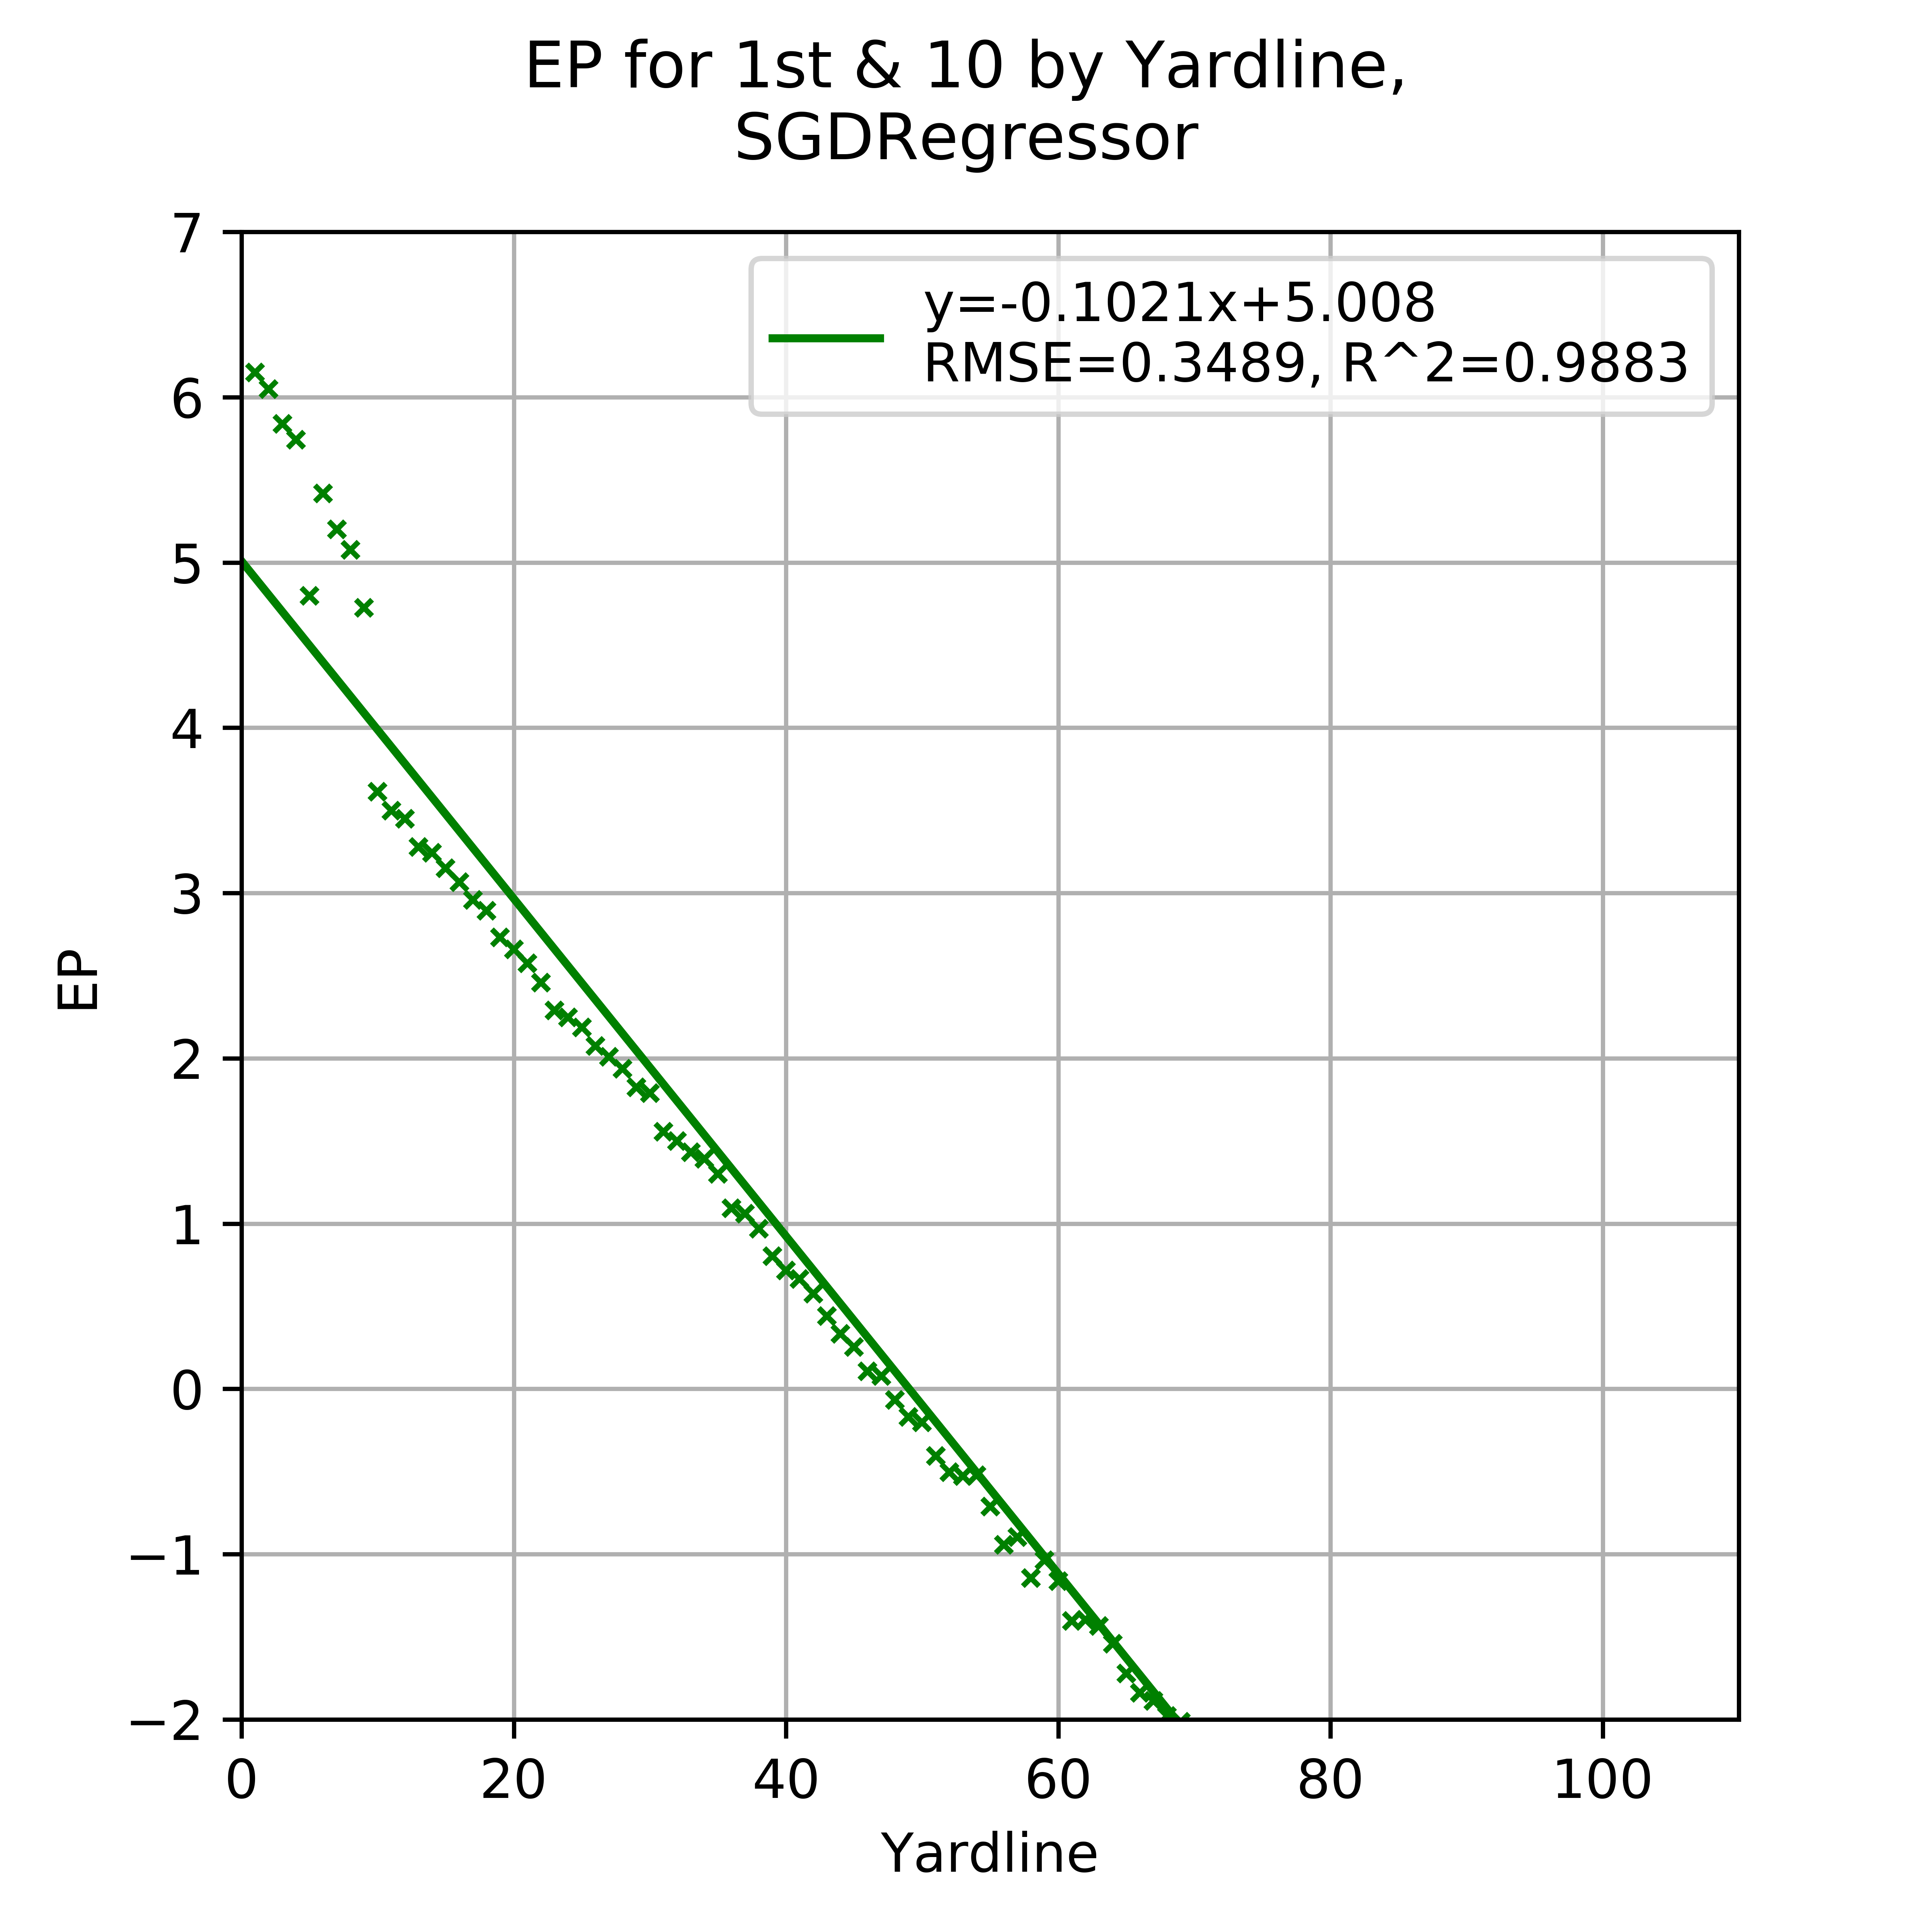 EP for 1st & 10 by Yardline,
SGDRegressor
y=-0.1021x+5.008
RMSE=0.3489, R^2=0.9883
7
6
5
4
3
2
1
0
−1
−2
EP
0 20 40 60 80 100
Yardline